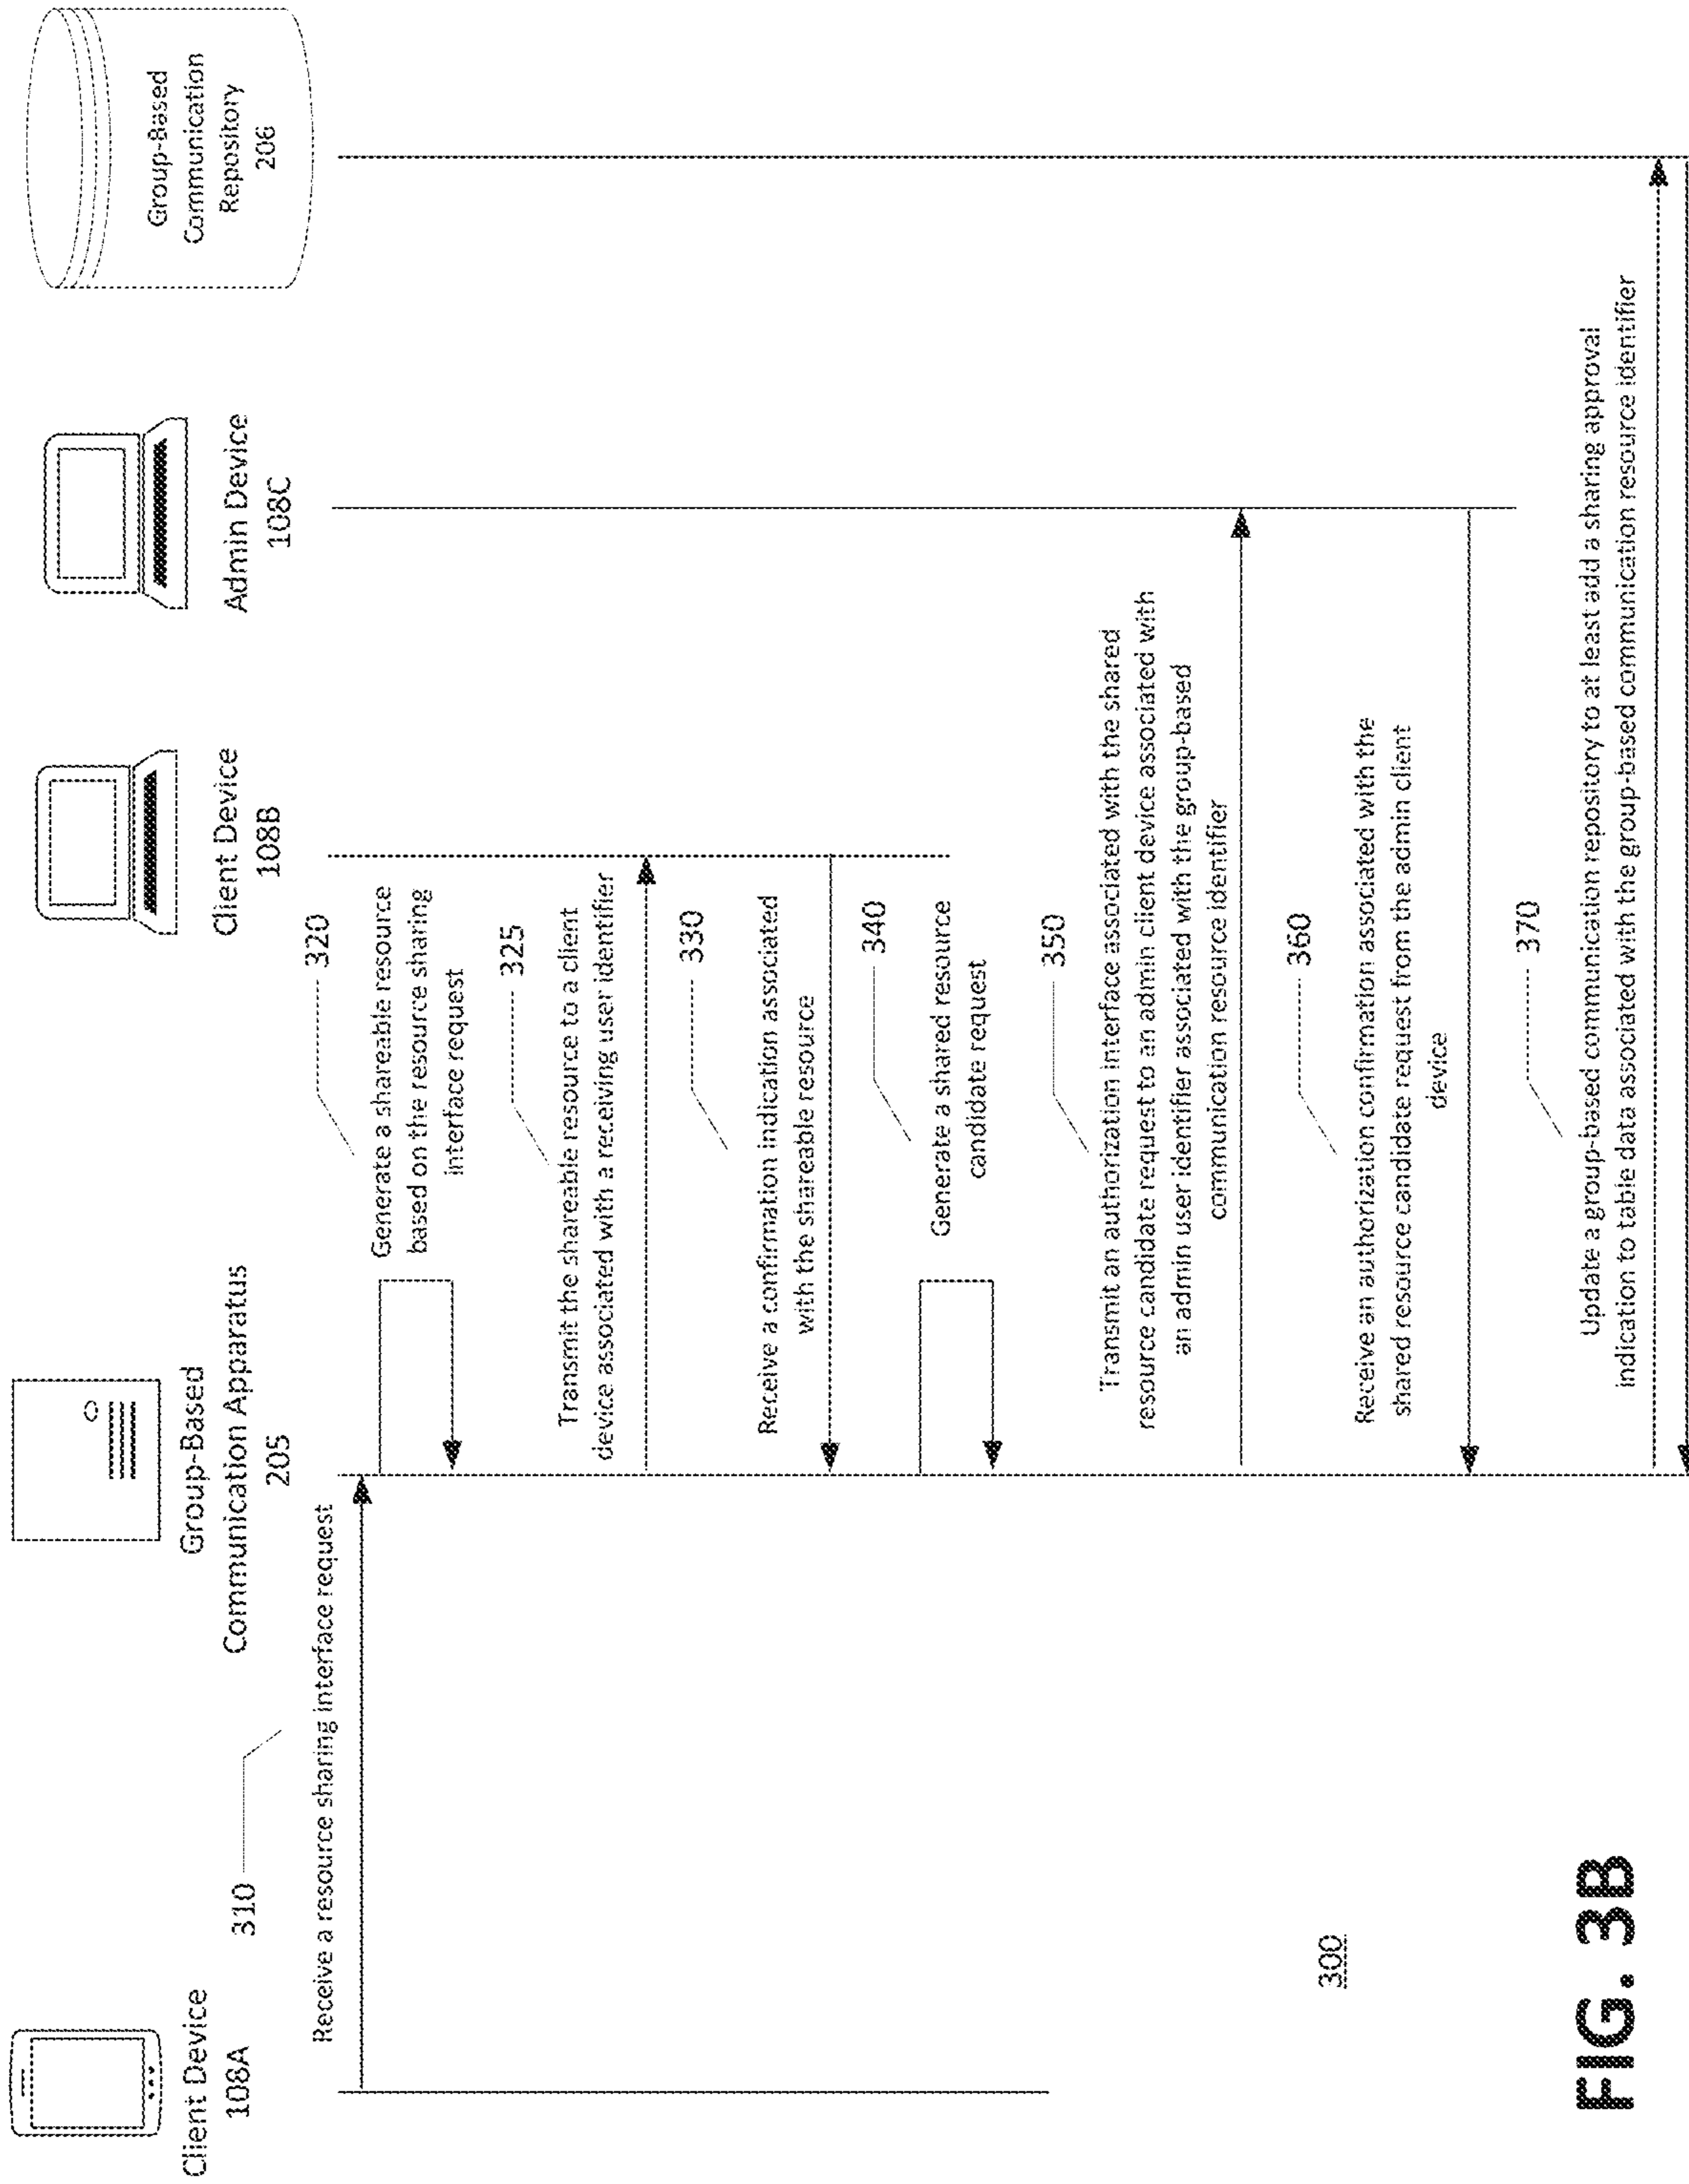 Client Device
108A
Group-Based
Communication Apparatus
205
Client Device
108B
Admin Device
108C
Group-Based
Communication
Repository
206
310
Receive a resource sharing interface request
320
Generate a shareable resource
based on the resource sharing
interface request
325
Transmit the shareable resource to a client
device associated with a receiving user identifier
330
Receive a confirmation indication associated
with the shareable resource
340
Generate a shared resource
candidate request
350
Transmit an authorization interface associated with the shared
resource candidate request to an admin client device associated with
an admin user identifier associated with the group-based
communication resource identifier
360
Receive an authorization confirmation associated with the
shared resource candidate request from the admin client
device
370
Update a group-based communication repository to at least add a sharing approval
indication to table data associated with the group-based communication resource identifier
300
FIG. 3B